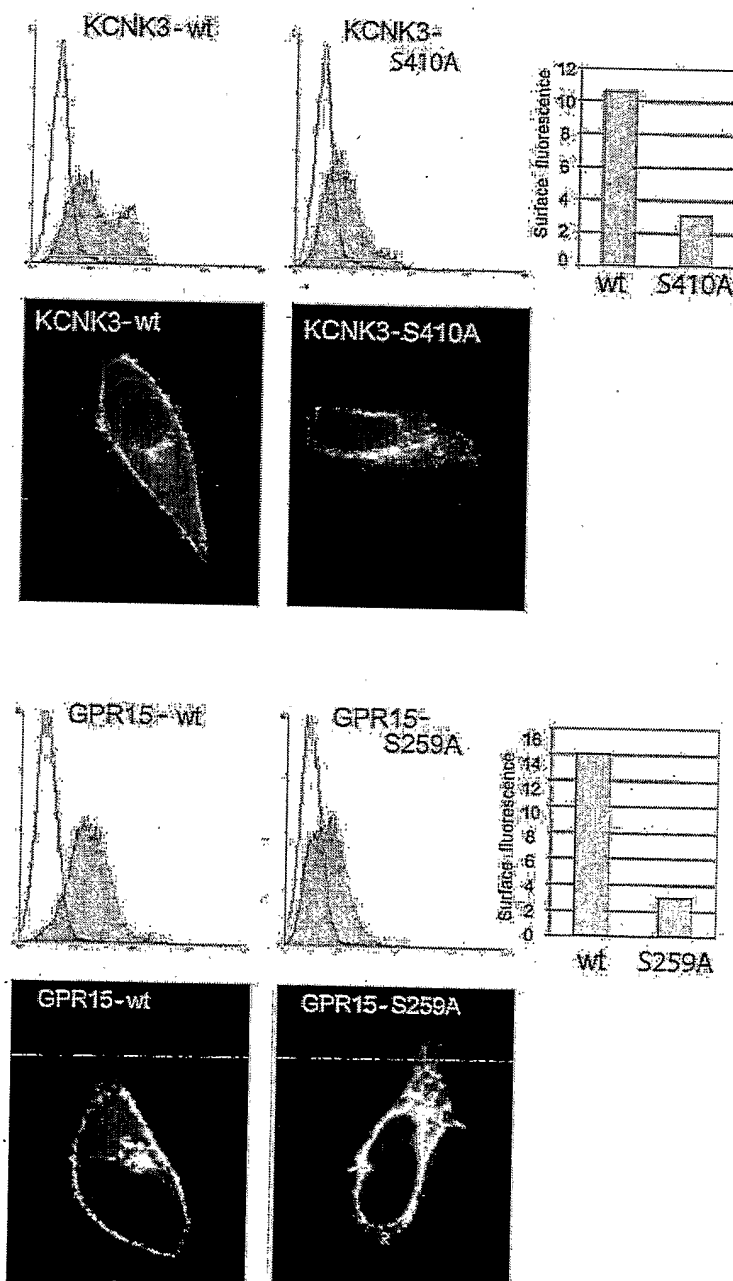 KCNK3-wt
KCNK3-
S410A
Surface fluorescence
12
10
8
6
4
2
0
wt S410A
KCNK3-wt
KCNK3-S410A
GPR15-wt
GPR15-
S259A
Surface fluorescence
16
14
12
10
8
6
4
2
0
wt S259A
GPR15-wt
GPR15-S259A